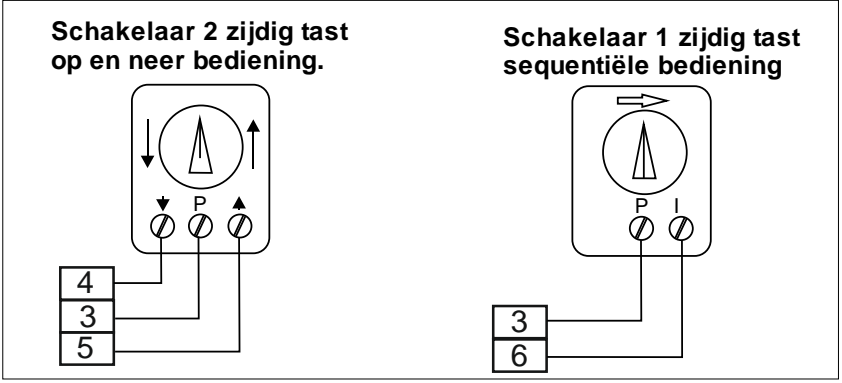 Schakelaar 2 zijdig tast
op en neer bediening.
P
4
3
5
Schakelaar 1 zijdig tast
sequentiële bediening
P I
3
6